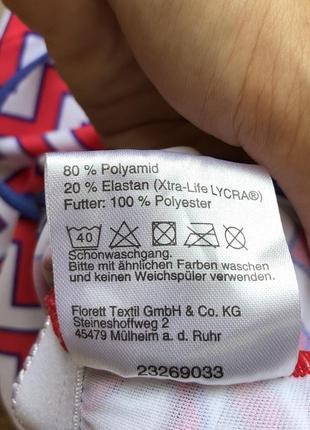 80 % Polyamid
20 % Elastan (Xtra-Life LYCRA®)
Futter: 100 % Polyester
40
Schonwaschgang.
Bitte mit ähnlichen Farben waschen
und keinen Weichspüler verwenden.
Florett Textil GmbH & Co. KG
Steineshoffweg 2
45479 Mülheim a. d. Ruhr
23269033